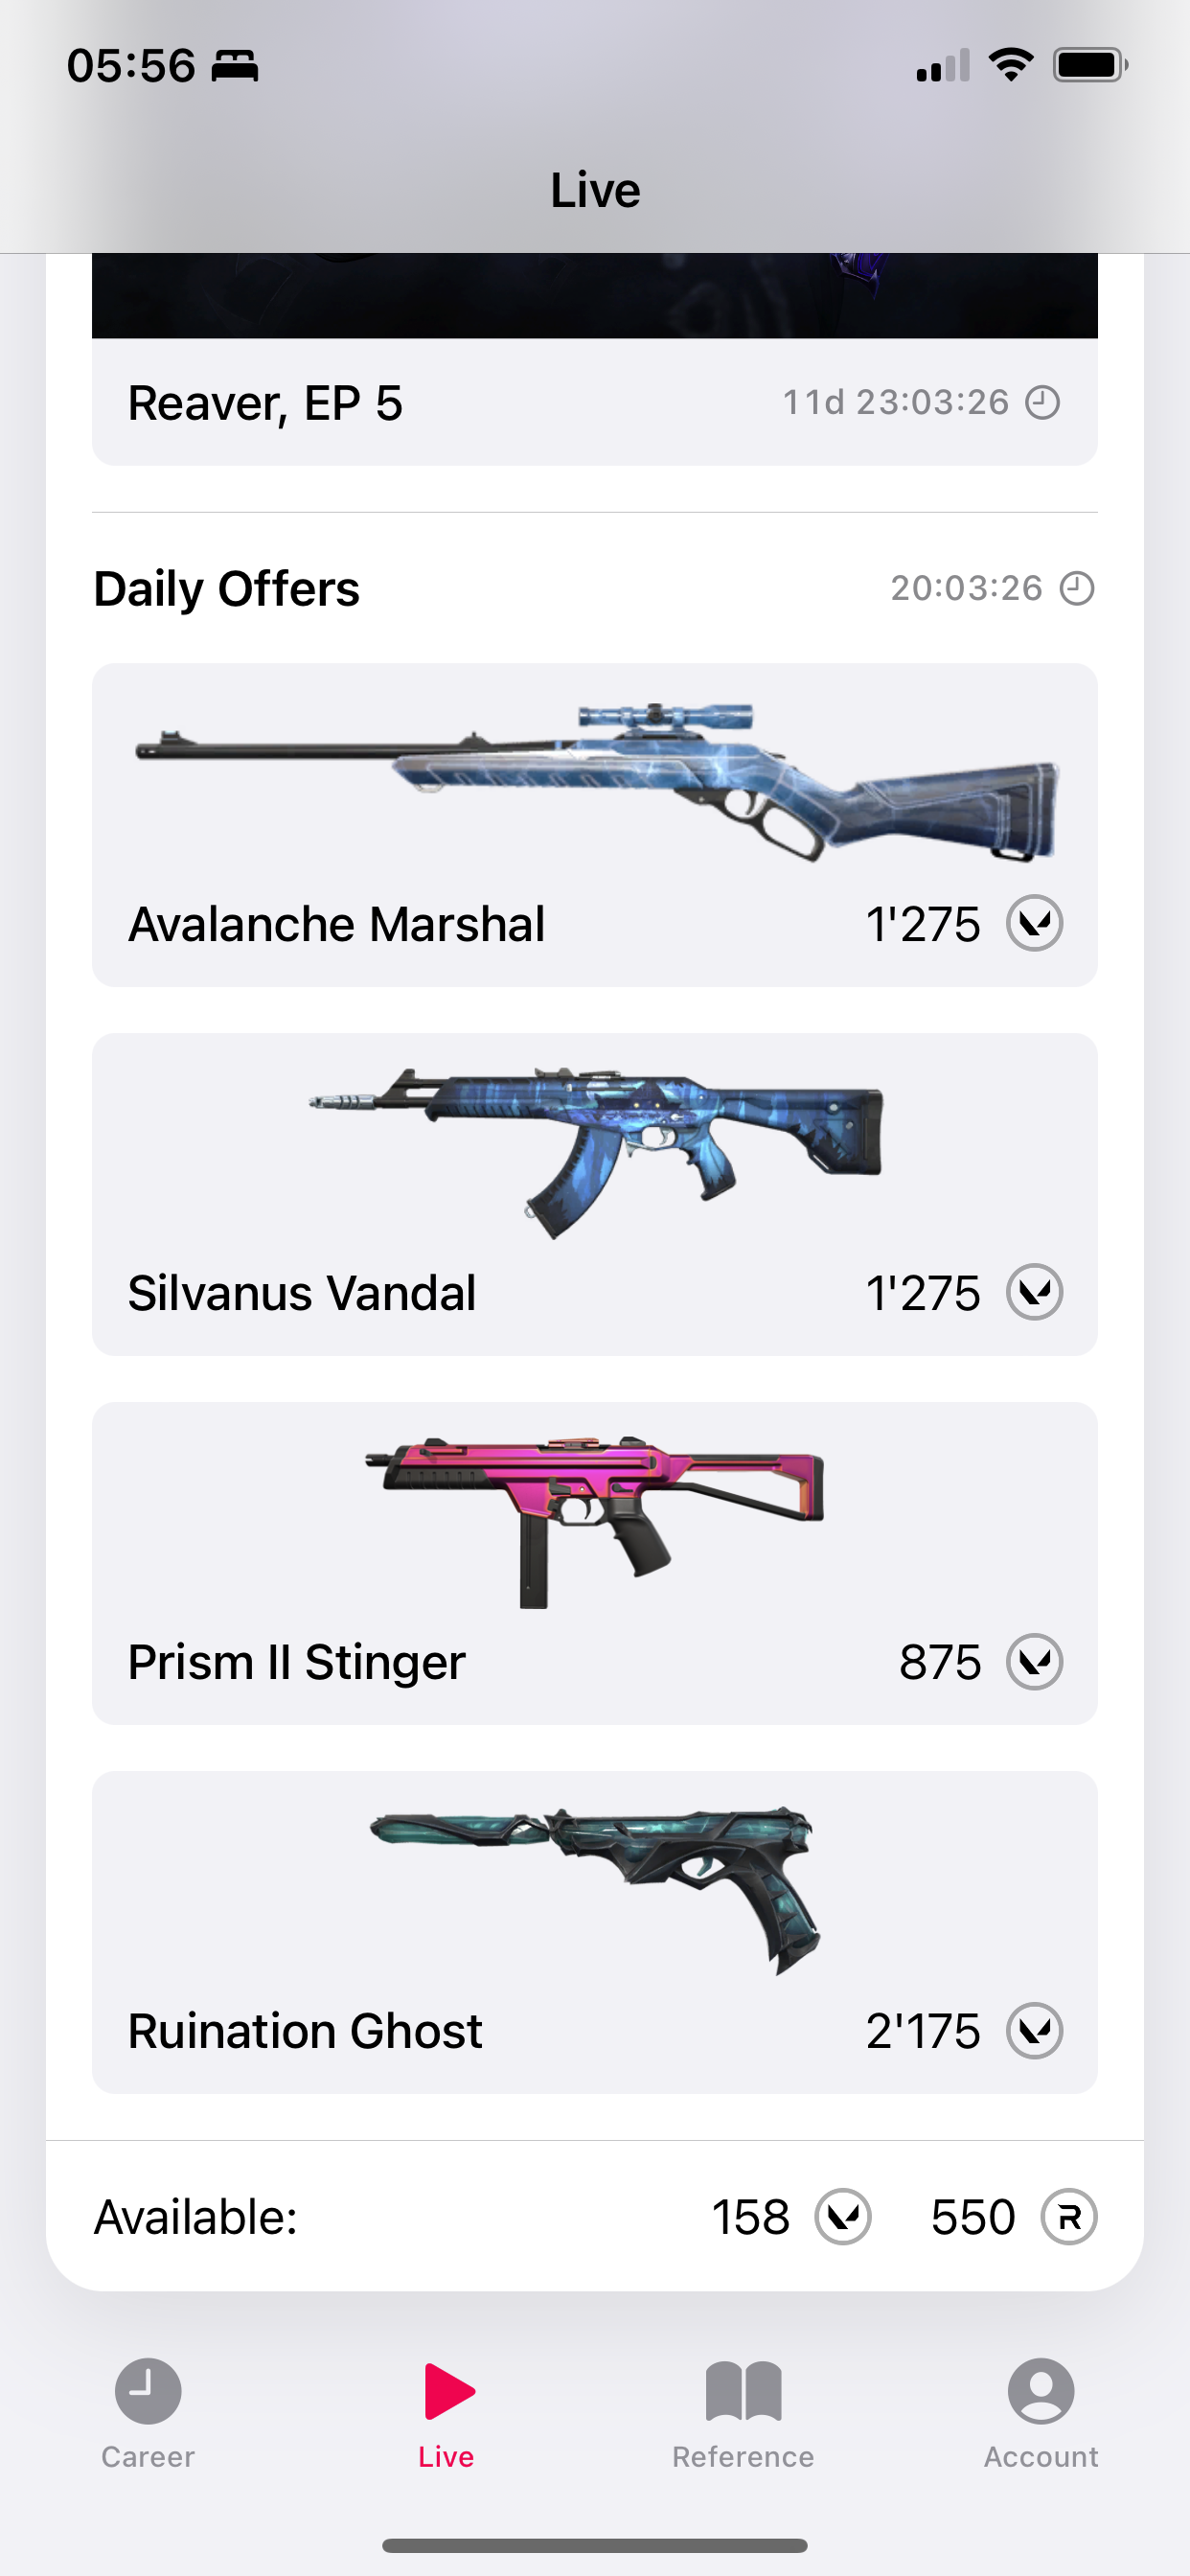 05:56
Live
Reaver, EP 5 11d 23:03:26
Daily Offers 20:03:26
Avalanche Marshal 1'275
Silvanus Vandal 1'275
Prism II Stinger 875
Ruination Ghost 2'175
Available: 158 550 R
Career Live Reference Account